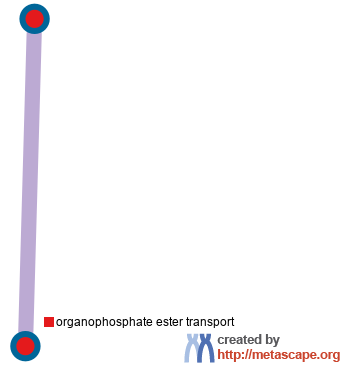 organophosphate ester transport
created by
http://metascape.org